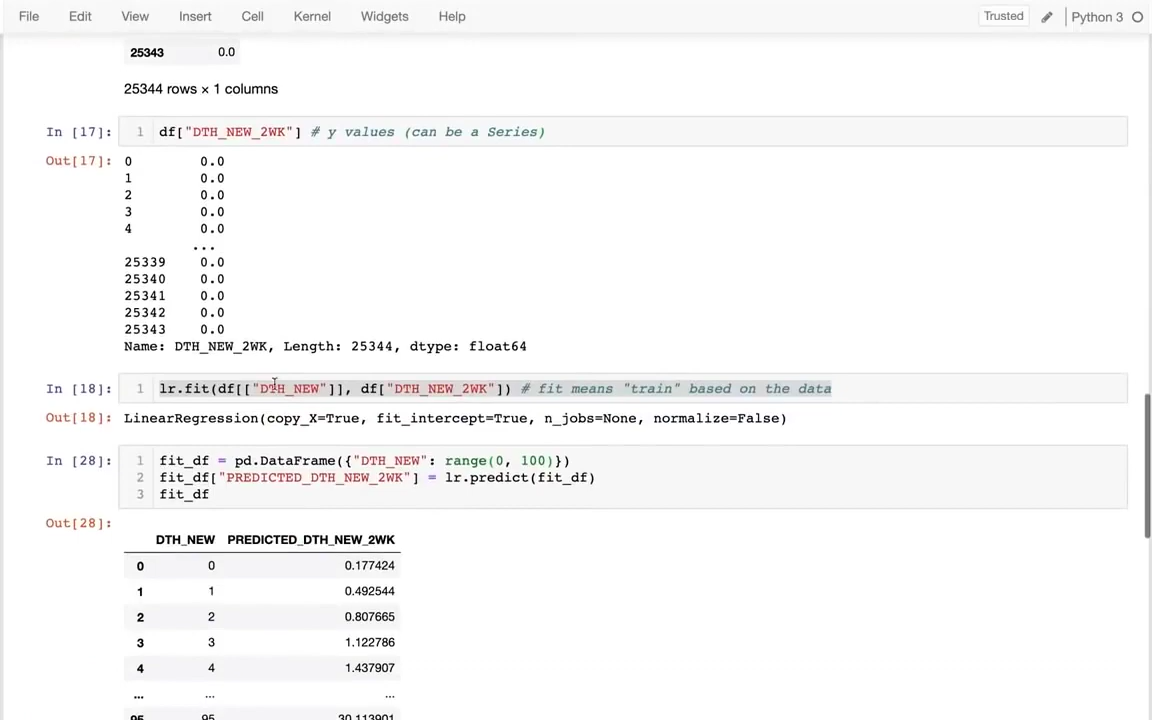 File Edit View Insert Cell Kernel Widgets Help Trusted Python 3
25343 0.0
25344 rows × 1 columns
In [17]: 1 df["DTH_NEW_2WK"] # y values (can be a Series)
Out[17]: 0 0.0
1 0.0
2 0.0
3 0.0
4 0.0
...
25339 0.0
25340 0.0
25341 0.0
25342 0.0
25343 0.0
Name: DTH_NEW_2WK, Length: 25344, dtype: float64
In [18]: 1 lr.fit(df[["DTH_NEW"]], df["DTH_NEW_2WK"]) # fit means "train" based on the data
Out[18]: LinearRegression(copy_X=True, fit_intercept=True, n_jobs=None, normalize=False)
In [28]: 1 fit_df = pd.DataFrame({"DTH_NEW": range(0, 100)})
2 fit_df["PREDICTED_DTH_NEW_2WK"] = lr.predict(fit_df)
3 fit_df
Out[28]:
DTH_NEW PREDICTED_DTH_NEW_2WK
0 0 0.177424
1 1 0.492544
2 2 0.807665
3 3 1.122786
4 4 1.437907
... ... ...
95 95 30.113901